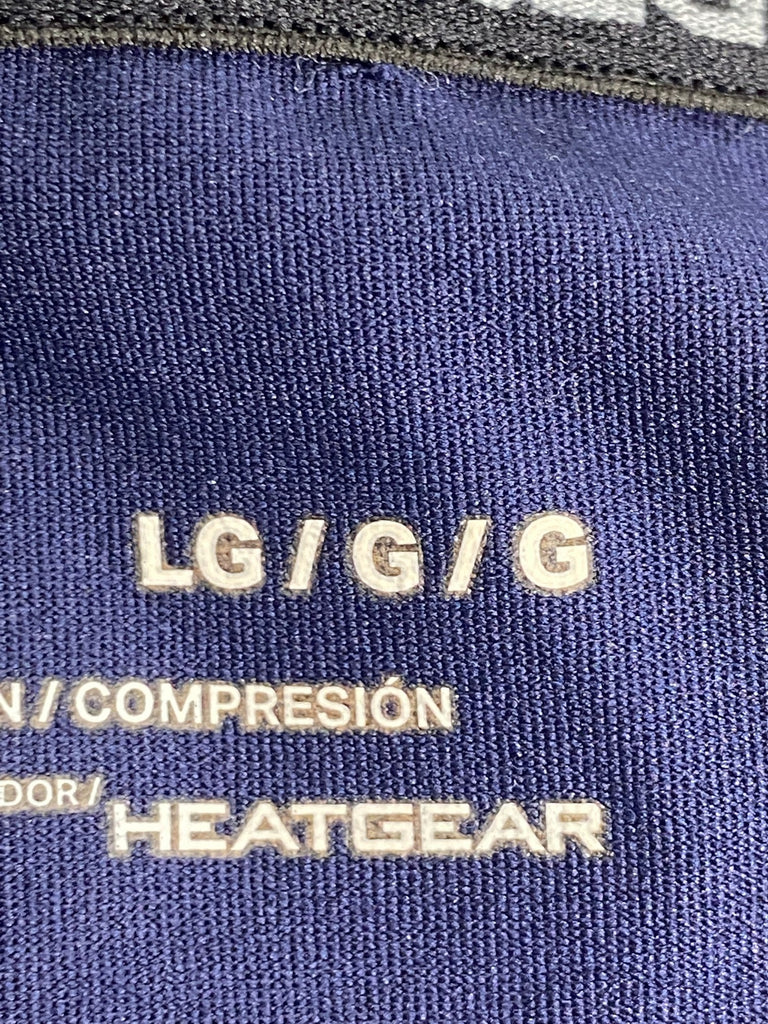 LG / G / G
N / COMPRESIÓN
DOR / HEATGEAR